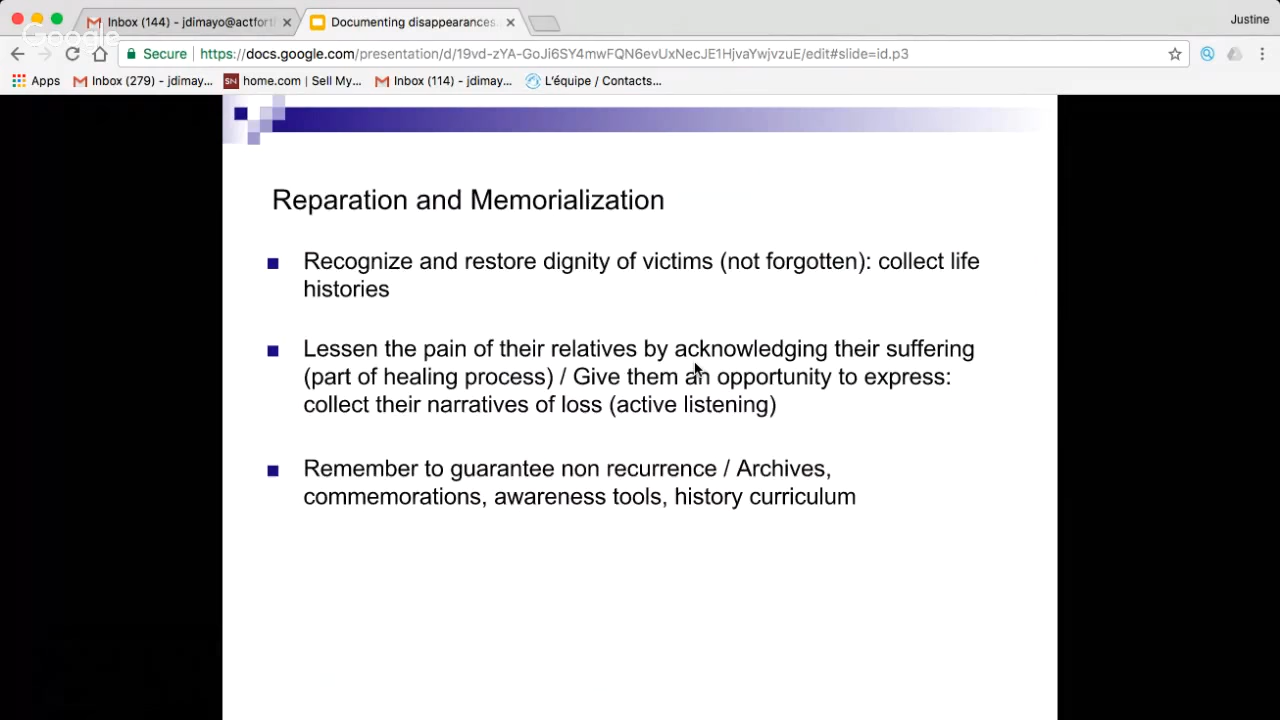 Inbox (144) - jdimayo@actforth
Documenting disappearances.
Justine
Google
Secure
https://docs.google.com/presentation/d/19vd-zYA-GoJi6SY4mwFQN6evUxNecJE1HjvaYwjvzuE/edit#slide=id.p3
Apps
Inbox (279) - jdimay...
SN home.com | Sell My...
Inbox (114) - jdimay...
L'équipe / Contacts...
Reparation and Memorialization
Recognize and restore dignity of victims (not forgotten): collect life
histories
Lessen the pain of their relatives by acknowledging their suffering
(part of healing process) / Give them an opportunity to express:
collect their narratives of loss (active listening)
Remember to guarantee non recurrence / Archives,
commemorations, awareness tools, history curriculum